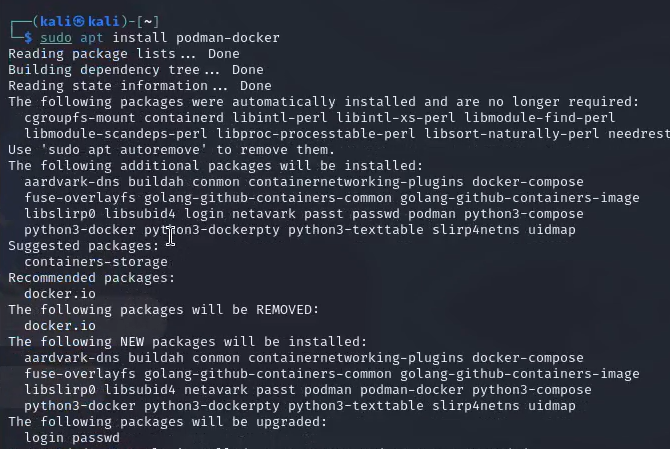 ┌──(kali㉿kali)-[~]
└─$ sudo apt install podman-docker
Reading package lists... Done
Building dependency tree... Done
Reading state information... Done
The following packages were automatically installed and are no longer required:
  cgroupfs-mount containerd libintl-perl libintl-xs-perl libmodule-find-perl
  libmodule-scandeps-perl libproc-processtable-perl libsort-naturally-perl needrest
Use 'sudo apt autoremove' to remove them.
The following additional packages will be installed:
  aardvark-dns buildah conmon containernetworking-plugins docker-compose
  fuse-overlayfs golang-github-containers-common golang-github-containers-image
  libslirp0 libsubid4 login netavark passt passwd podman python3-compose
  python3-docker python3-dockerpty python3-texttable slirp4netns uidmap
Suggested packages:
  containers-storage
Recommended packages:
  docker.io
The following packages will be REMOVED:
  docker.io
The following NEW packages will be installed:
  aardvark-dns buildah conmon containernetworking-plugins docker-compose
  fuse-overlayfs golang-github-containers-common golang-github-containers-image
  libslirp0 libsubid4 netavark passt podman podman-docker python3-compose
  python3-docker python3-dockerpty python3-texttable slirp4netns uidmap
The following packages will be upgraded:
  login passwd